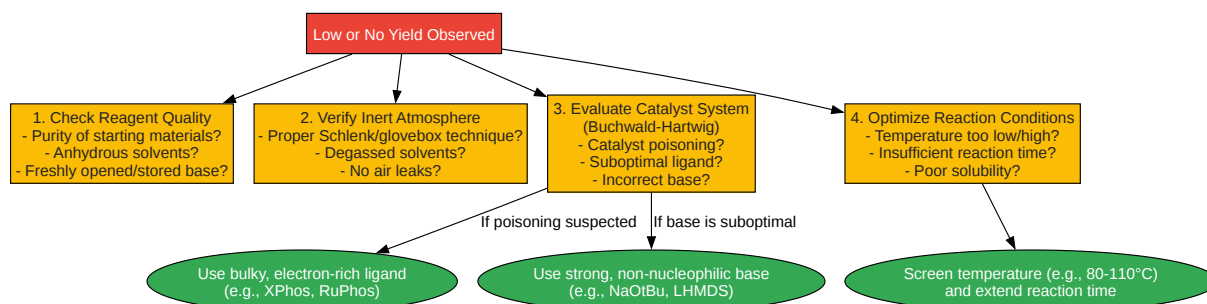 Low or No Yield Observed
1. Check Reagent Quality
- Purity of starting materials?
- Anhydrous solvents?
- Freshly opened/stored base?
2. Verify Inert Atmosphere
- Proper Schlenk/glovebox technique?
- Degassed solvents?
- No air leaks?
3. Evaluate Catalyst System
(Buchwald-Hartwig)
- Catalyst poisoning?
- Suboptimal ligand?
- Incorrect base?
4. Optimize Reaction Conditions
- Temperature too low/high?
- Insufficient reaction time?
- Poor solubility?
If poisoning suspected
If base is suboptimal
Use bulky, electron-rich ligand
(e.g., XPhos, RuPhos)
Use strong, non-nucleophilic base
(e.g., NaOtBu, LHMDS)
Screen temperature (e.g., 80-110°C)
and extend reaction time